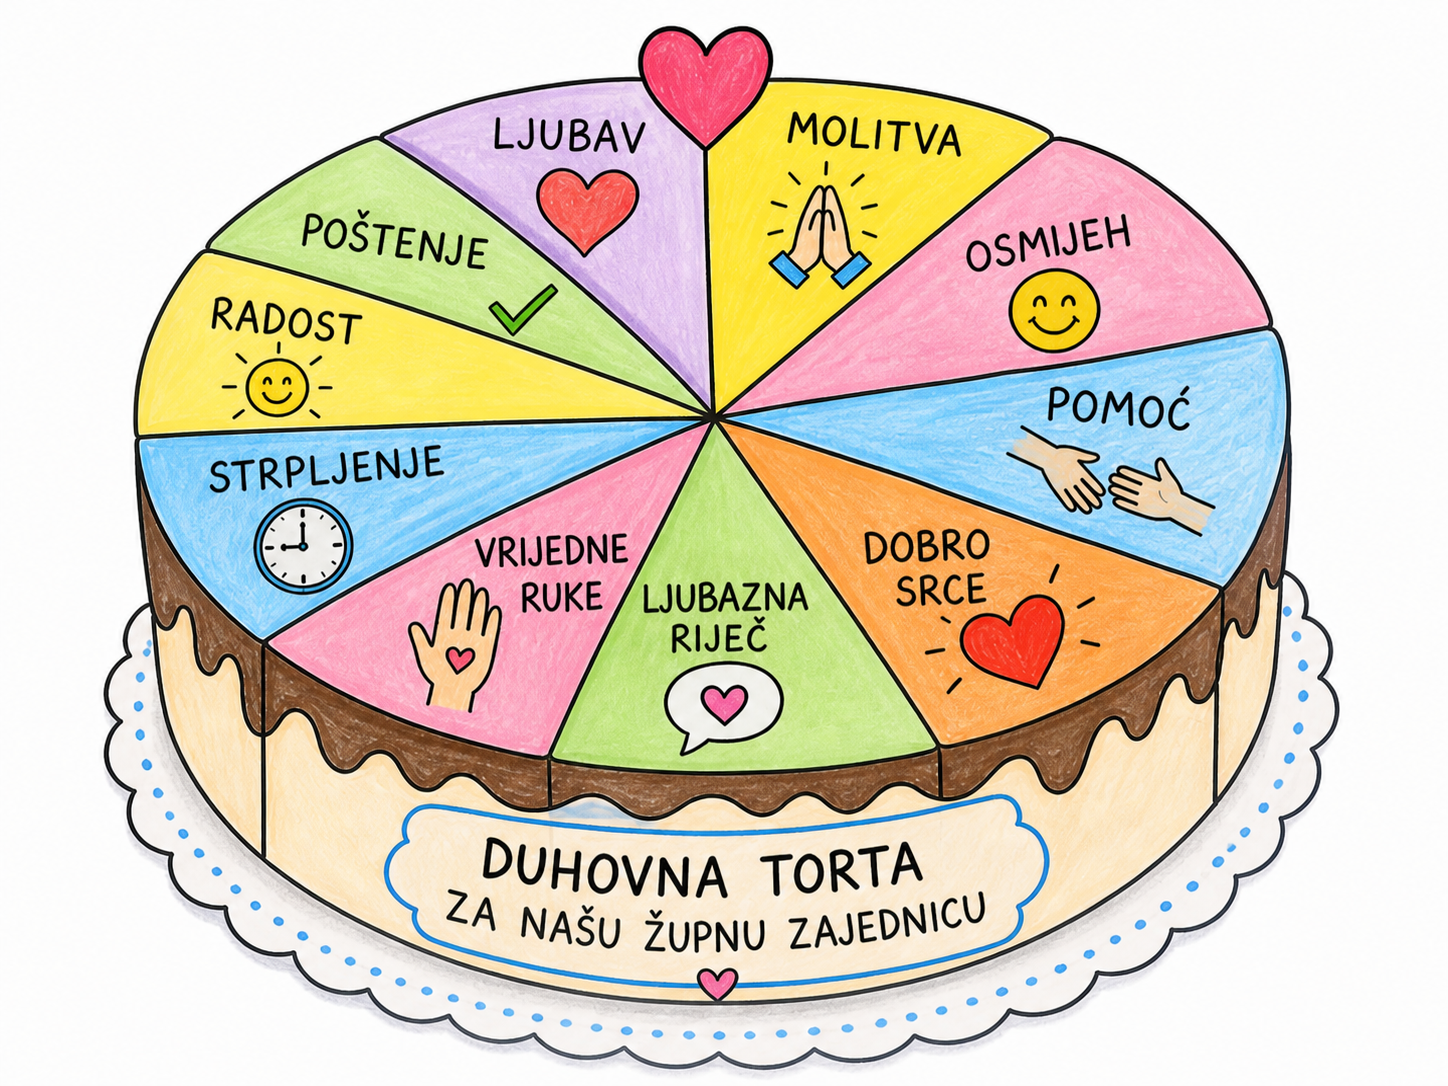 LJUBAV
MOLITVA
OSMIJEH
POMOĆ
DOBRO
SRCE
LJUBAZNA
RIJEČ
VRIJEDNE
RUKE
STRPLJENJE
RADOST
POŠTENJE
DUHOVNA TORTA
ZA NAŠU ŽUPNU ZAJEDNICU